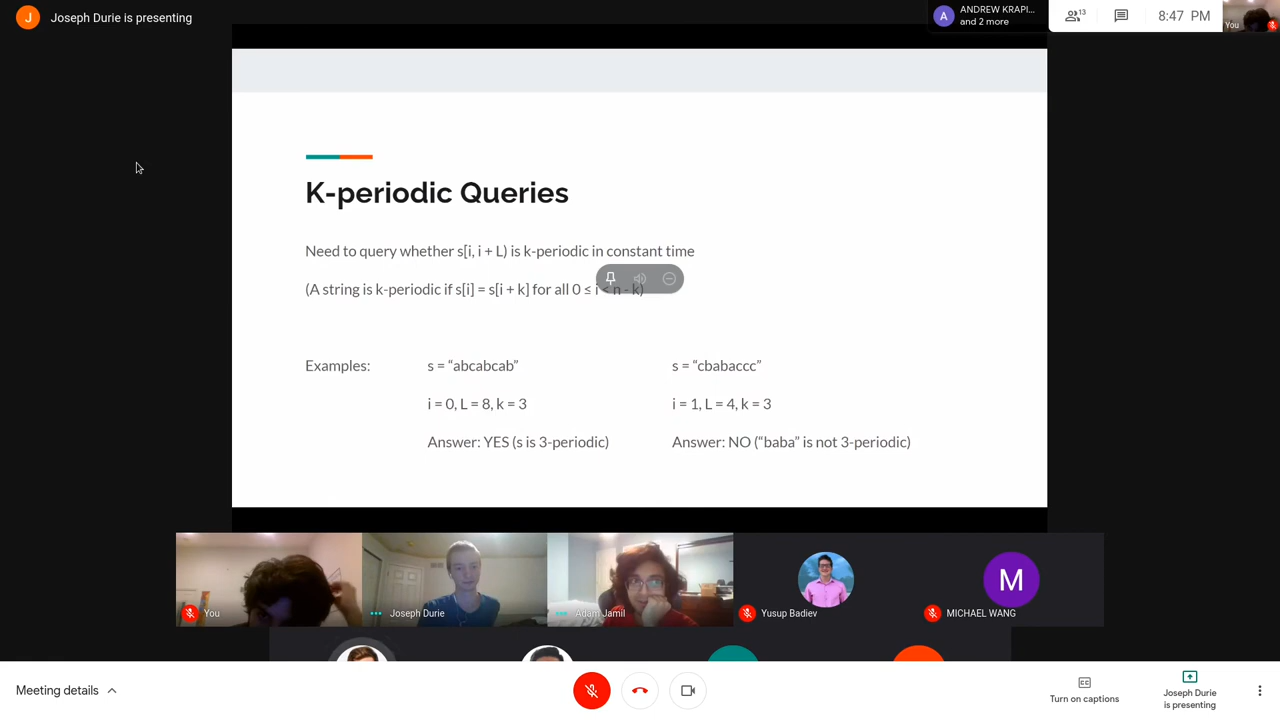 J Joseph Durie is presenting
A ANDREW KRAPI...
and 2 more
13
8:47 PM
You
K-periodic Queries
Need to query whether s[i, i + L) is k-periodic in constant time
(A string is k-periodic if s[i] = s[i + k] for all 0 ≤ i < n - k)
Examples: s = “abcabcab” s = “cbabaccc”
i = 0, L = 8, k = 3 i = 1, L = 4, k = 3
Answer: YES (s is 3-periodic) Answer: NO (“baba” is not 3-periodic)
M
You Joseph Durie Adam Jamil Yusup Badiev MICHAEL WANG
Meeting details
CC
Turn on captions
Joseph Durie
is presenting